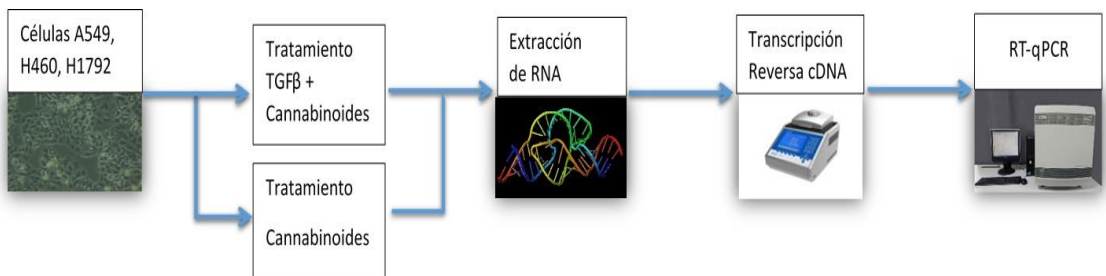 Células A549,
H460, H1792
Tratamiento
TGFβ +
Cannabinoides
Tratamiento
Cannabinoides
Extracción
de RNA
Transcripción
Reversa cDNA
RT-qPCR